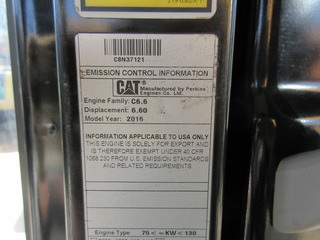 C8N37121
EMISSION CONTROL INFORMATION
CAT Manufactured by Perkins
Engines Co. Ltd.
Engine Family: C6.6
Displacement: 6.60
Model Year: 2016
INFORMATION APPLICABLE TO USA ONLY
THIS ENGINE IS SOLELY FOR EXPORT AND
IS THEREFORE EXEMPT UNDER 40 CFR
1068.230 FROM U.S. EMISSION STANDARDS
AND RELATED REQUIREMENTS
Engine Type: 75 < = KW < 130